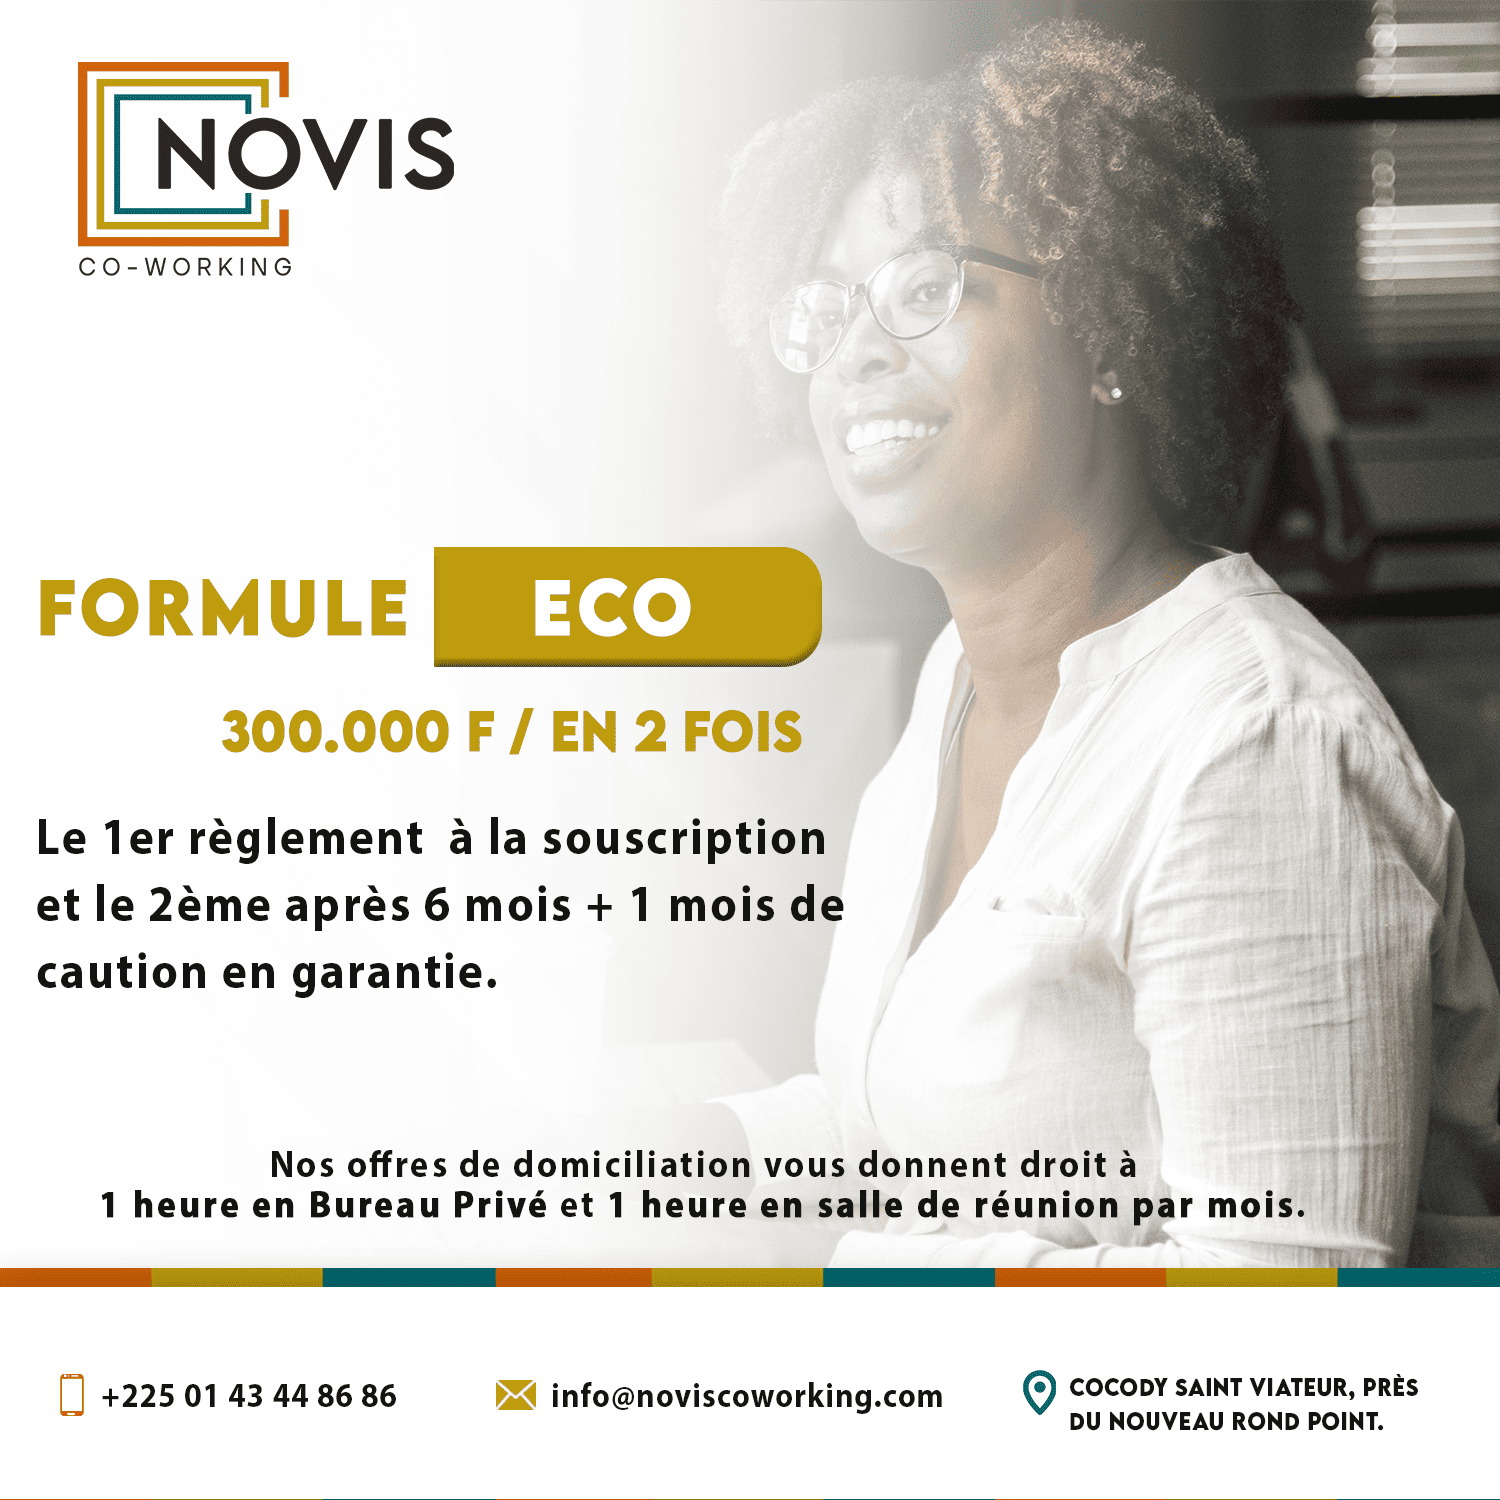 NOVIS
CO-WORKING
FORMULE ECO
300.000 F / EN 2 FOIS
Le 1er règlement à la souscription
et le 2ème après 6 mois + 1 mois de
caution en garantie.
Nos offres de domiciliation vous donnent droit à
1 heure en Bureau Privé et 1 heure en salle de réunion par mois.
+225 01 43 44 86 86
info@noviscoworking.com
COCODY SAINT VIATEUR, PRÈS
DU NOUVEAU ROND POINT.